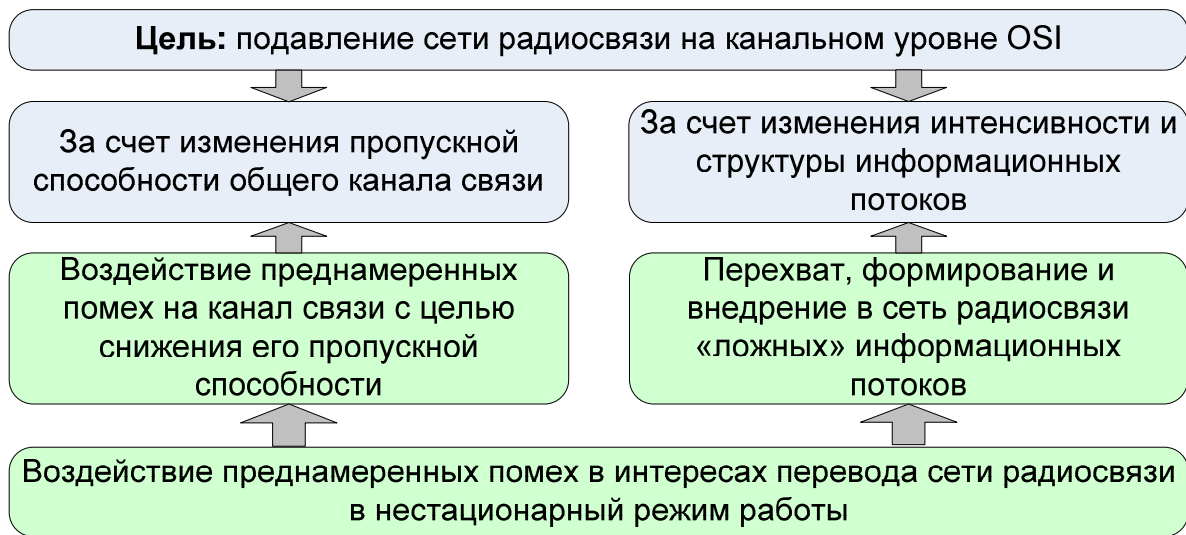 Цель: подавление сети радиосвязи на канальном уровне OSI
За счет изменения пропускной
способности общего канала связи
За счет изменения интенсивности и
структуры информационных
потоков
Воздействие преднамеренных
помех на канал связи с целью
снижения его пропускной
способности
Перехват, формирование и
внедрение в сеть радиосвязи
«ложных» информационных
потоков
Воздействие преднамеренных помех в интересах перевода сети радиосвязи
в нестационарный режим работы